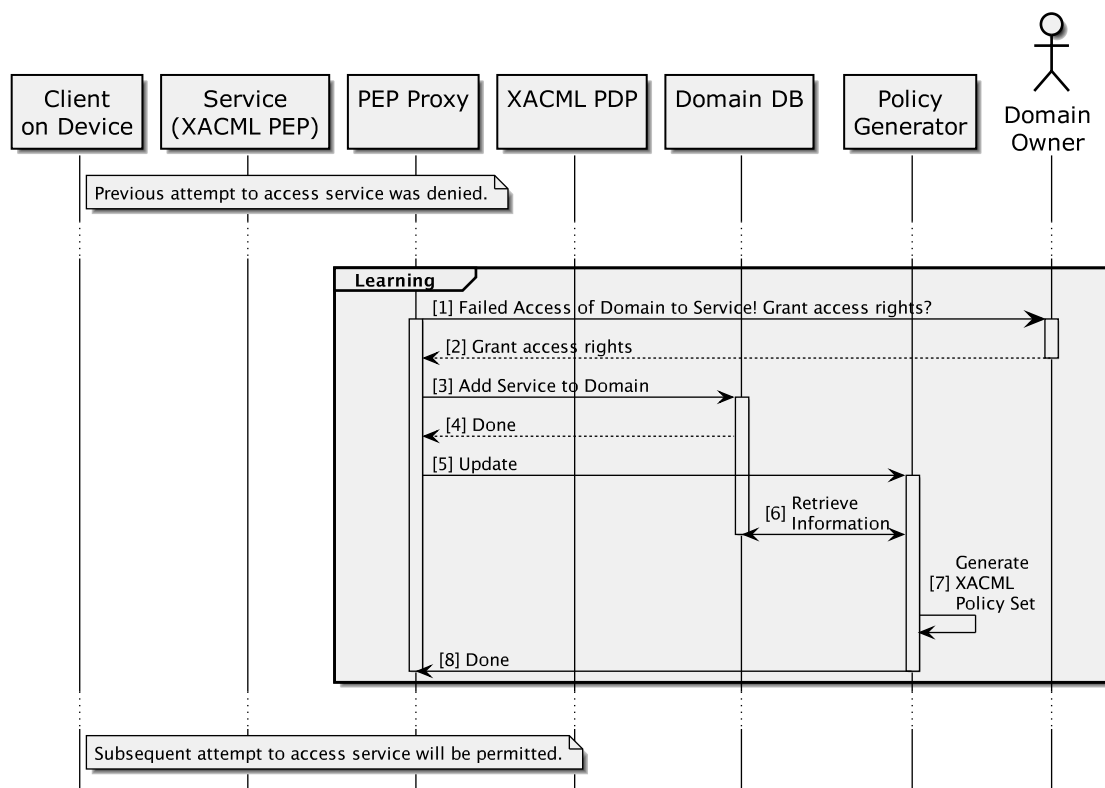 Client
on Device
Service
(XACML PEP)
PEP Proxy
XACML PDP
Domain DB
Policy
Generator
Domain
Owner
Previous attempt to access service was denied.
Learning
[1] Failed Access of Domain to Service! Grant access rights?
[2] Grant access rights
[3] Add Service to Domain
[4] Done
[5] Update
[6] Retrieve
Information
Generate
[7] XACML
Policy Set
[8] Done
Subsequent attempt to access service will be permitted.